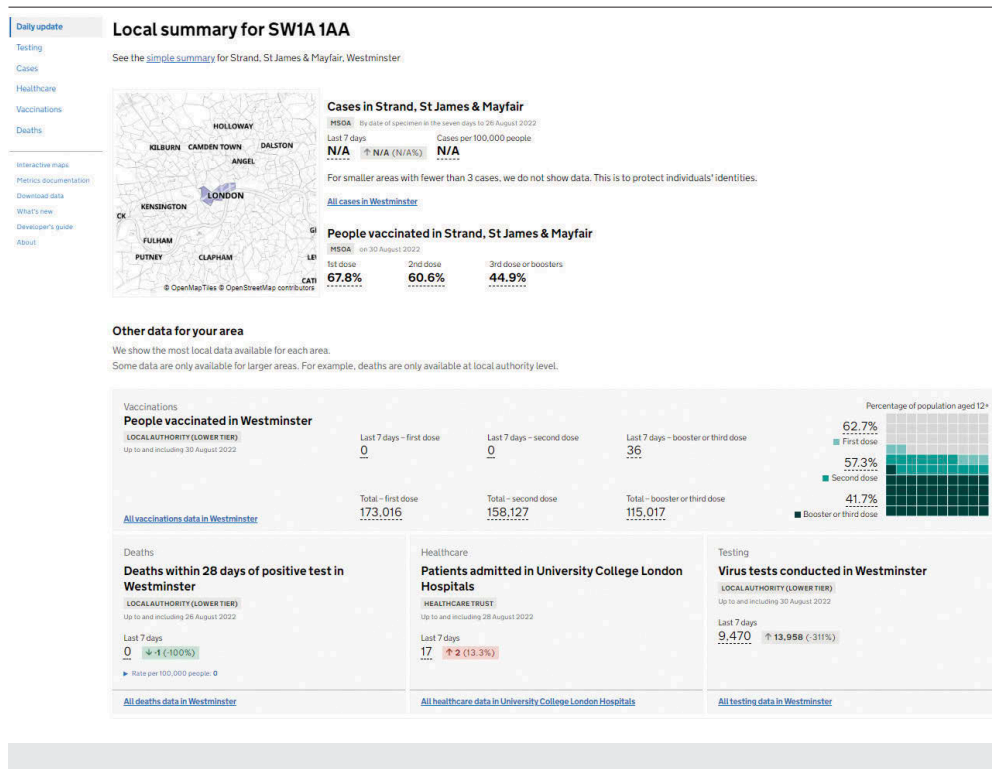 Daily update
Testing
Cases
Healthcare
Vaccinations
Deaths
Interactive maps
Metrics documentation
Download data
What's new
Developer's guide
About
Local summary for SW1A 1AA
See the simple summary for Strand, St James & Mayfair, Westminster
HOLLOWAY
KILBURN CAMDEN TOWN DALSTON
ANGEL
LONDON
KENSINGTON
CK
FULHAM
PUTNEY CLAPHAM
© OpenMapTiles © OpenStreetMap contributors
Cases in Strand, St James & Mayfair
MSOA By date of specimen in the seven days to 26 August 2022
Last 7 days Cases per 100,000 people
N/A ↑ N/A (N/A%) N/A
For smaller areas with fewer than 3 cases, we do not show data. This is to protect individuals' identities.
All cases in Westminster
People vaccinated in Strand, St James & Mayfair
MSOA on 30 August 2022
1st dose 2nd dose 3rd dose or boosters
67.8% 60.6% 44.9%
Other data for your area
We show the most local data available for each area.
Some data are only available for larger areas. For example, deaths are only available at local authority level.
Vaccinations
People vaccinated in Westminster
LOCAL AUTHORITY (LOWER TIER)
Up to and including 30 August 2022
Last 7 days – first dose Last 7 days – second dose Last 7 days – booster or third dose
0 0 36
Total – first dose Total – second dose Total – booster or third dose
173,016 158,127 115,017
All vaccinations data in Westminster
Percentage of population aged 12+
62.7%
First dose
57.3%
Second dose
41.7%
Booster or third dose
Deaths
Deaths within 28 days of positive test in
Westminster
LOCAL AUTHORITY (LOWER TIER)
Up to and including 26 August 2022
Last 7 days
0 ↓ -1 (-100%)
Rate per 100,000 people: 0
All deaths data in Westminster
Healthcare
Patients admitted in University College London
Hospitals
HEALTHCARE TRUST
Up to and including 28 August 2022
Last 7 days
17 ↑ 2 (13.3%)
All healthcare data in University College London Hospitals
Testing
Virus tests conducted in Westminster
LOCAL AUTHORITY (LOWER TIER)
Up to and including 30 August 2022
Last 7 days
9,470 ↑ 13,958 (-311%)
All testing data in Westminster